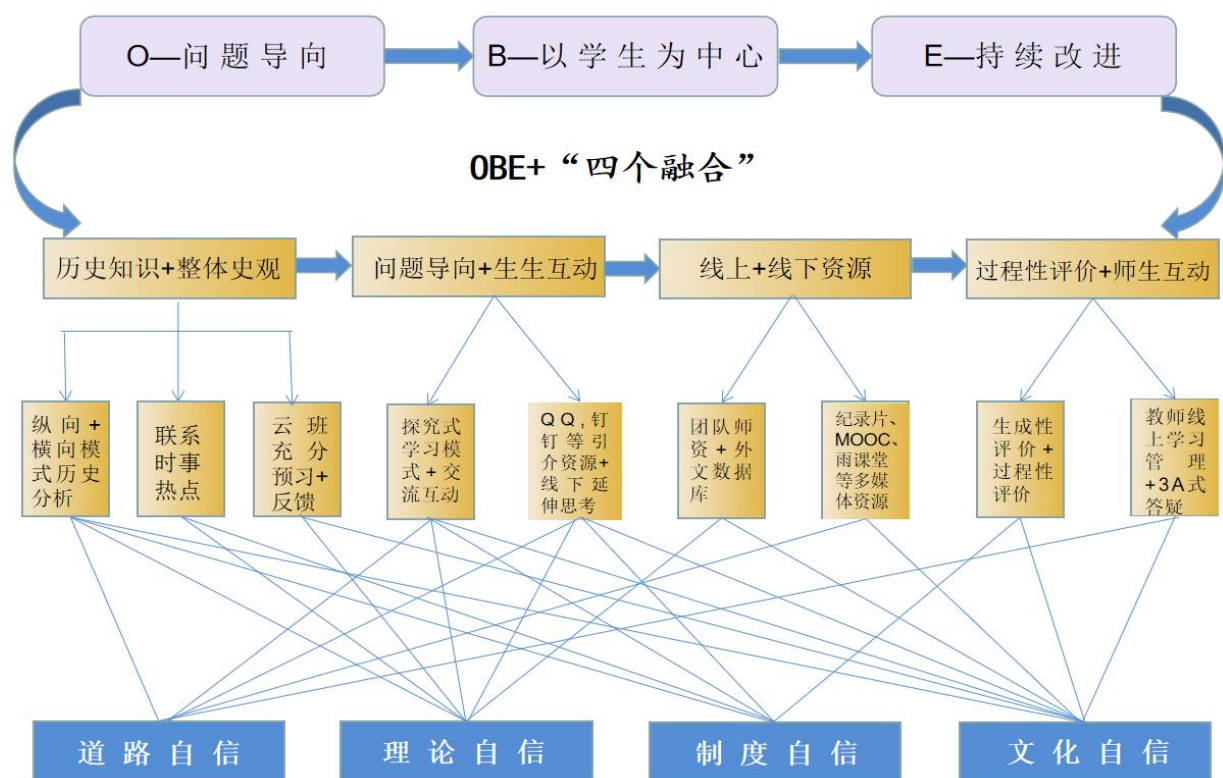 O—问题导向
B—以学生为中心
E—持续改进
OBE+“四个融合”
历史知识+整体史观
问题导向+生生互动
线上+线下资源
过程性评价+师生互动
纵向+
横向模
式历史
分析
联系
时事
热点
云班
充分
预习+
反馈
探究式
学习模
式+交
流互动
QQ,钉
钉等引
介资源+
线下延
伸思考
团队师
资+外
文数据
库
纪录片、
MOOC、
雨课堂
等多媒
体资源
生成性
评价+
过程性
评价
教师线
上学习
管理
+3A式
答疑
道路自信
理论自信
制度自信
文化自信